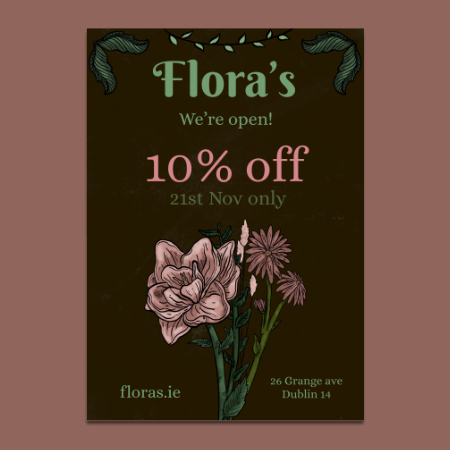 Flora's
We're open!
10% off
21st Nov only
floras.ie
26 Grange ave
Dublin 14